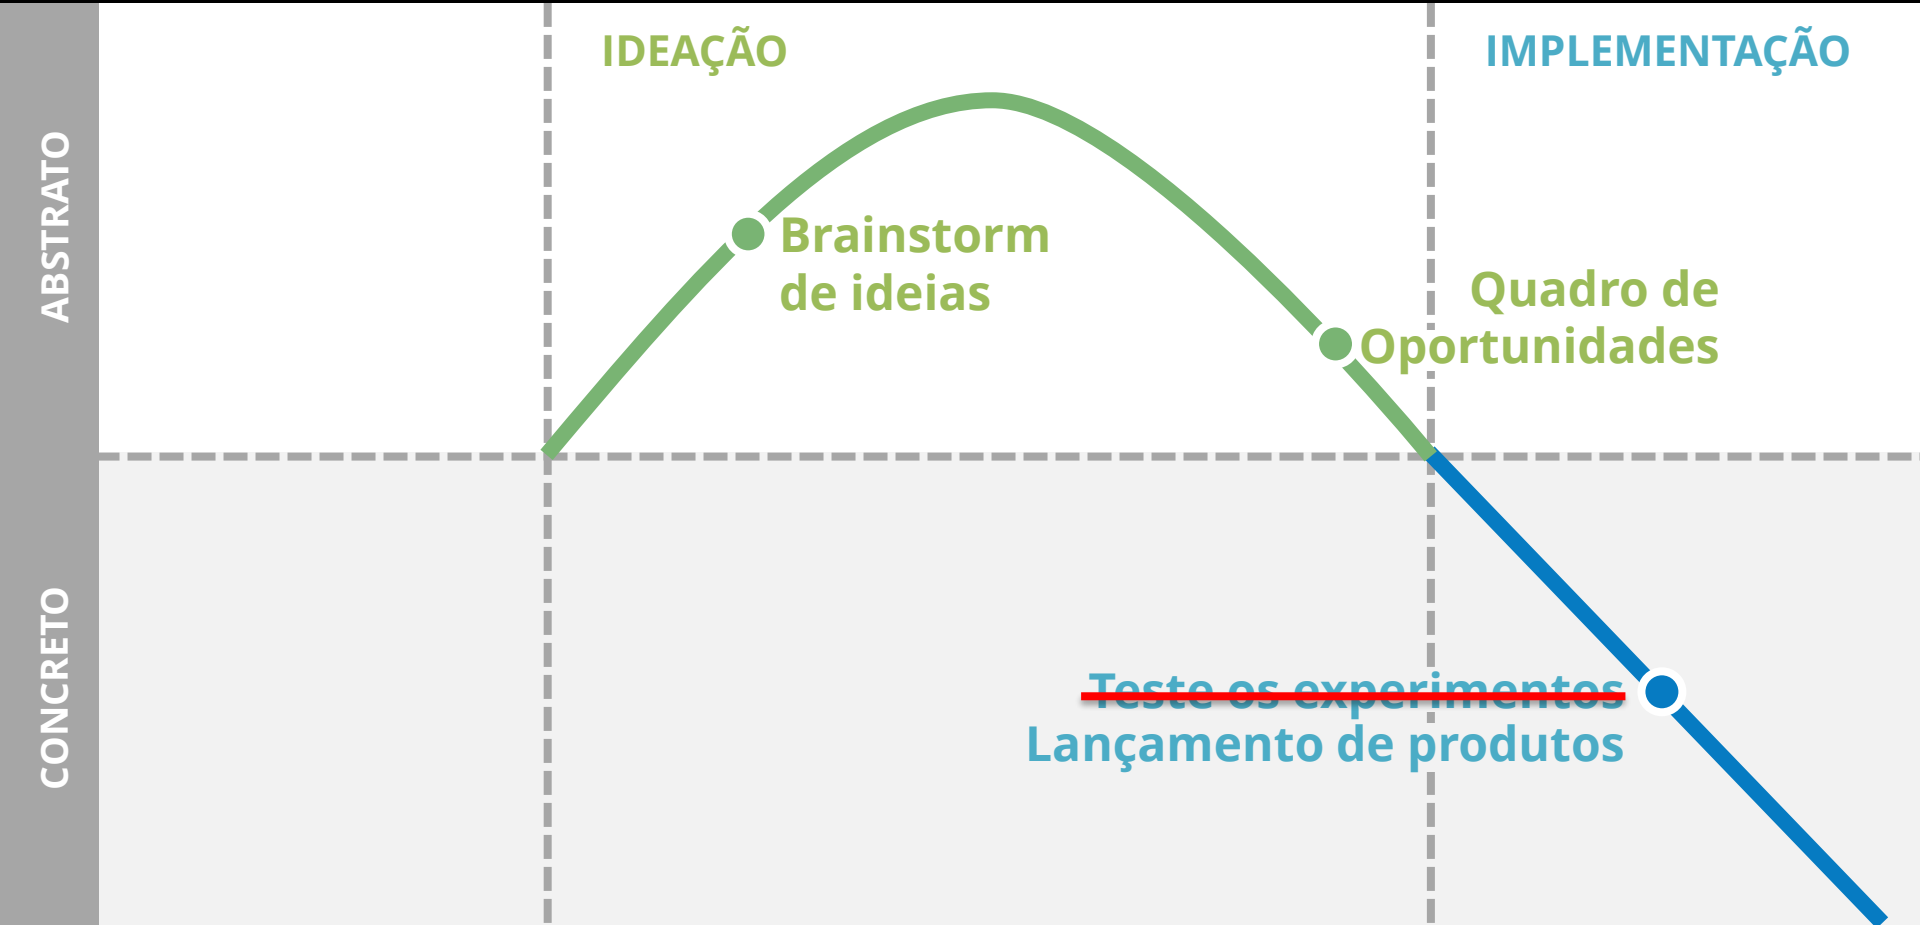 IDEAÇÃO
IMPLEMENTAÇÃO
ABSTRATO
Brainstorm
de ideias
Quadro de
Oportunidades
CONCRETO
Teste os experimentos
Lançamento de produtos